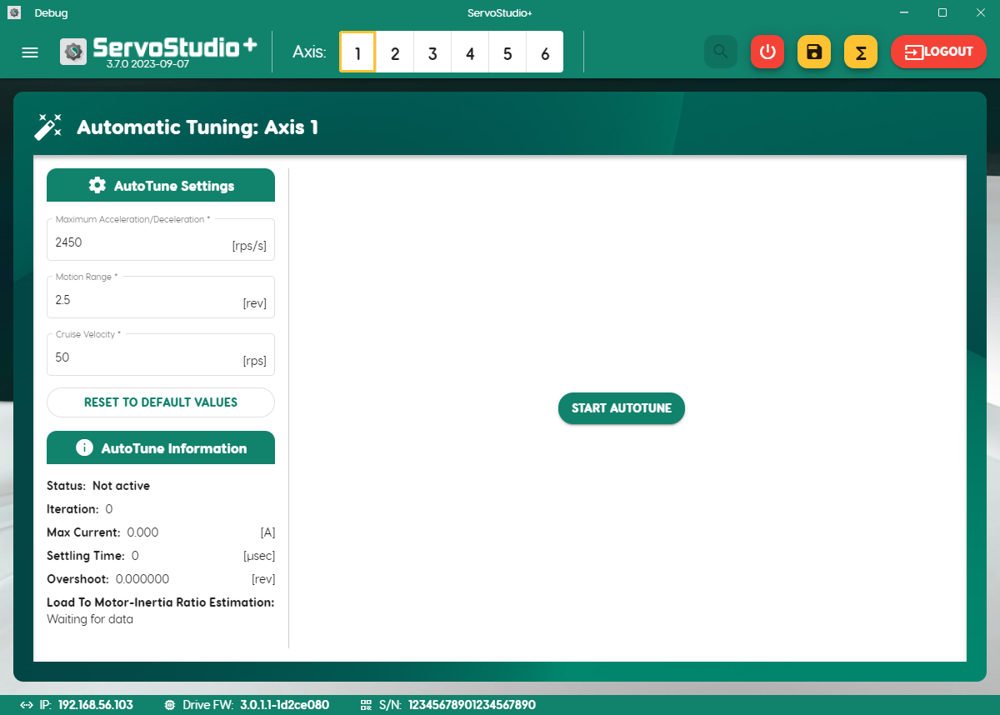 Debug
ServoStudio+
ServoStudio+
3.7.0 2023-09-07
Axis:
1 2 3 4 5 6
Σ
LOGOUT
Automatic Tuning: Axis 1
AutoTune Settings
Maximum Acceleration/Deceleration *
2450 [rps/s]
Motion Range *
2.5 [rev]
Cruise Velocity *
50 [rps]
RESET TO DEFAULT VALUES
START AUTOTUNE
AutoTune Information
Status: Not active
Iteration: 0
Max Current: 0.000 [A]
Settling Time: 0 [µsec]
Overshoot: 0.000000 [rev]
Load To Motor-Inertia Ratio Estimation:
Waiting for data
IP: 192.168.56.103 Drive FW: 3.0.1.1-1d2ce080 S/N: 12345678901234567890